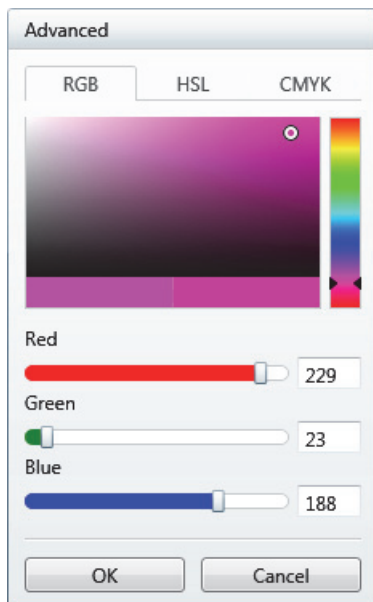 Advanced
RGB HSL CMYK
Red
229
Green
23
Blue
188
OK Cancel